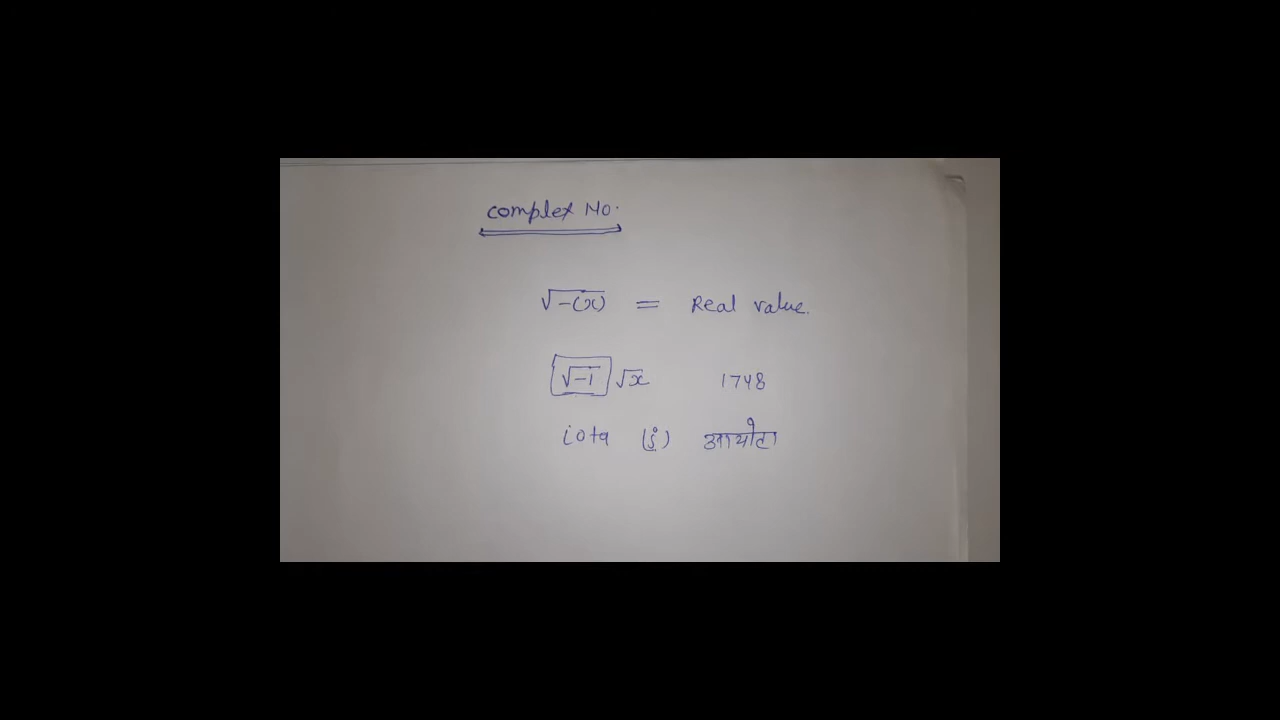 complex No.
√-(x) = Real value.
√-1 √x 1748
iota (i) आयोटा